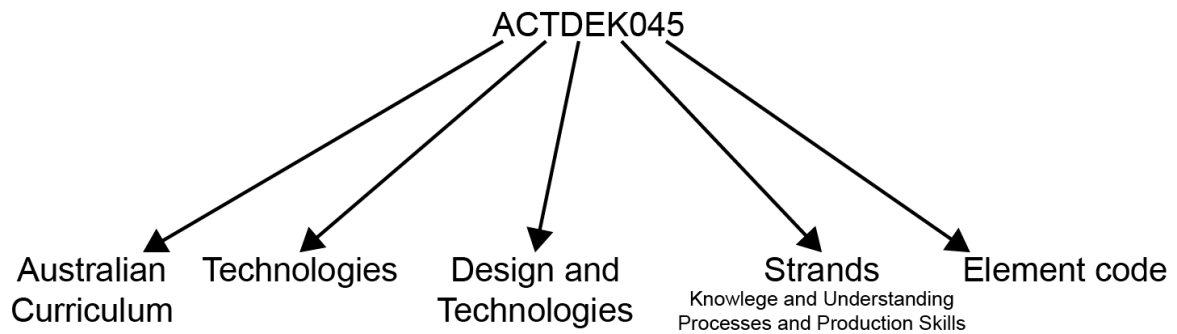 ACTDEK045
Australian
Curriculum
Technologies
Design and
Technologies
Strands
Knowlege and Understanding
Processes and Production Skills
Element code